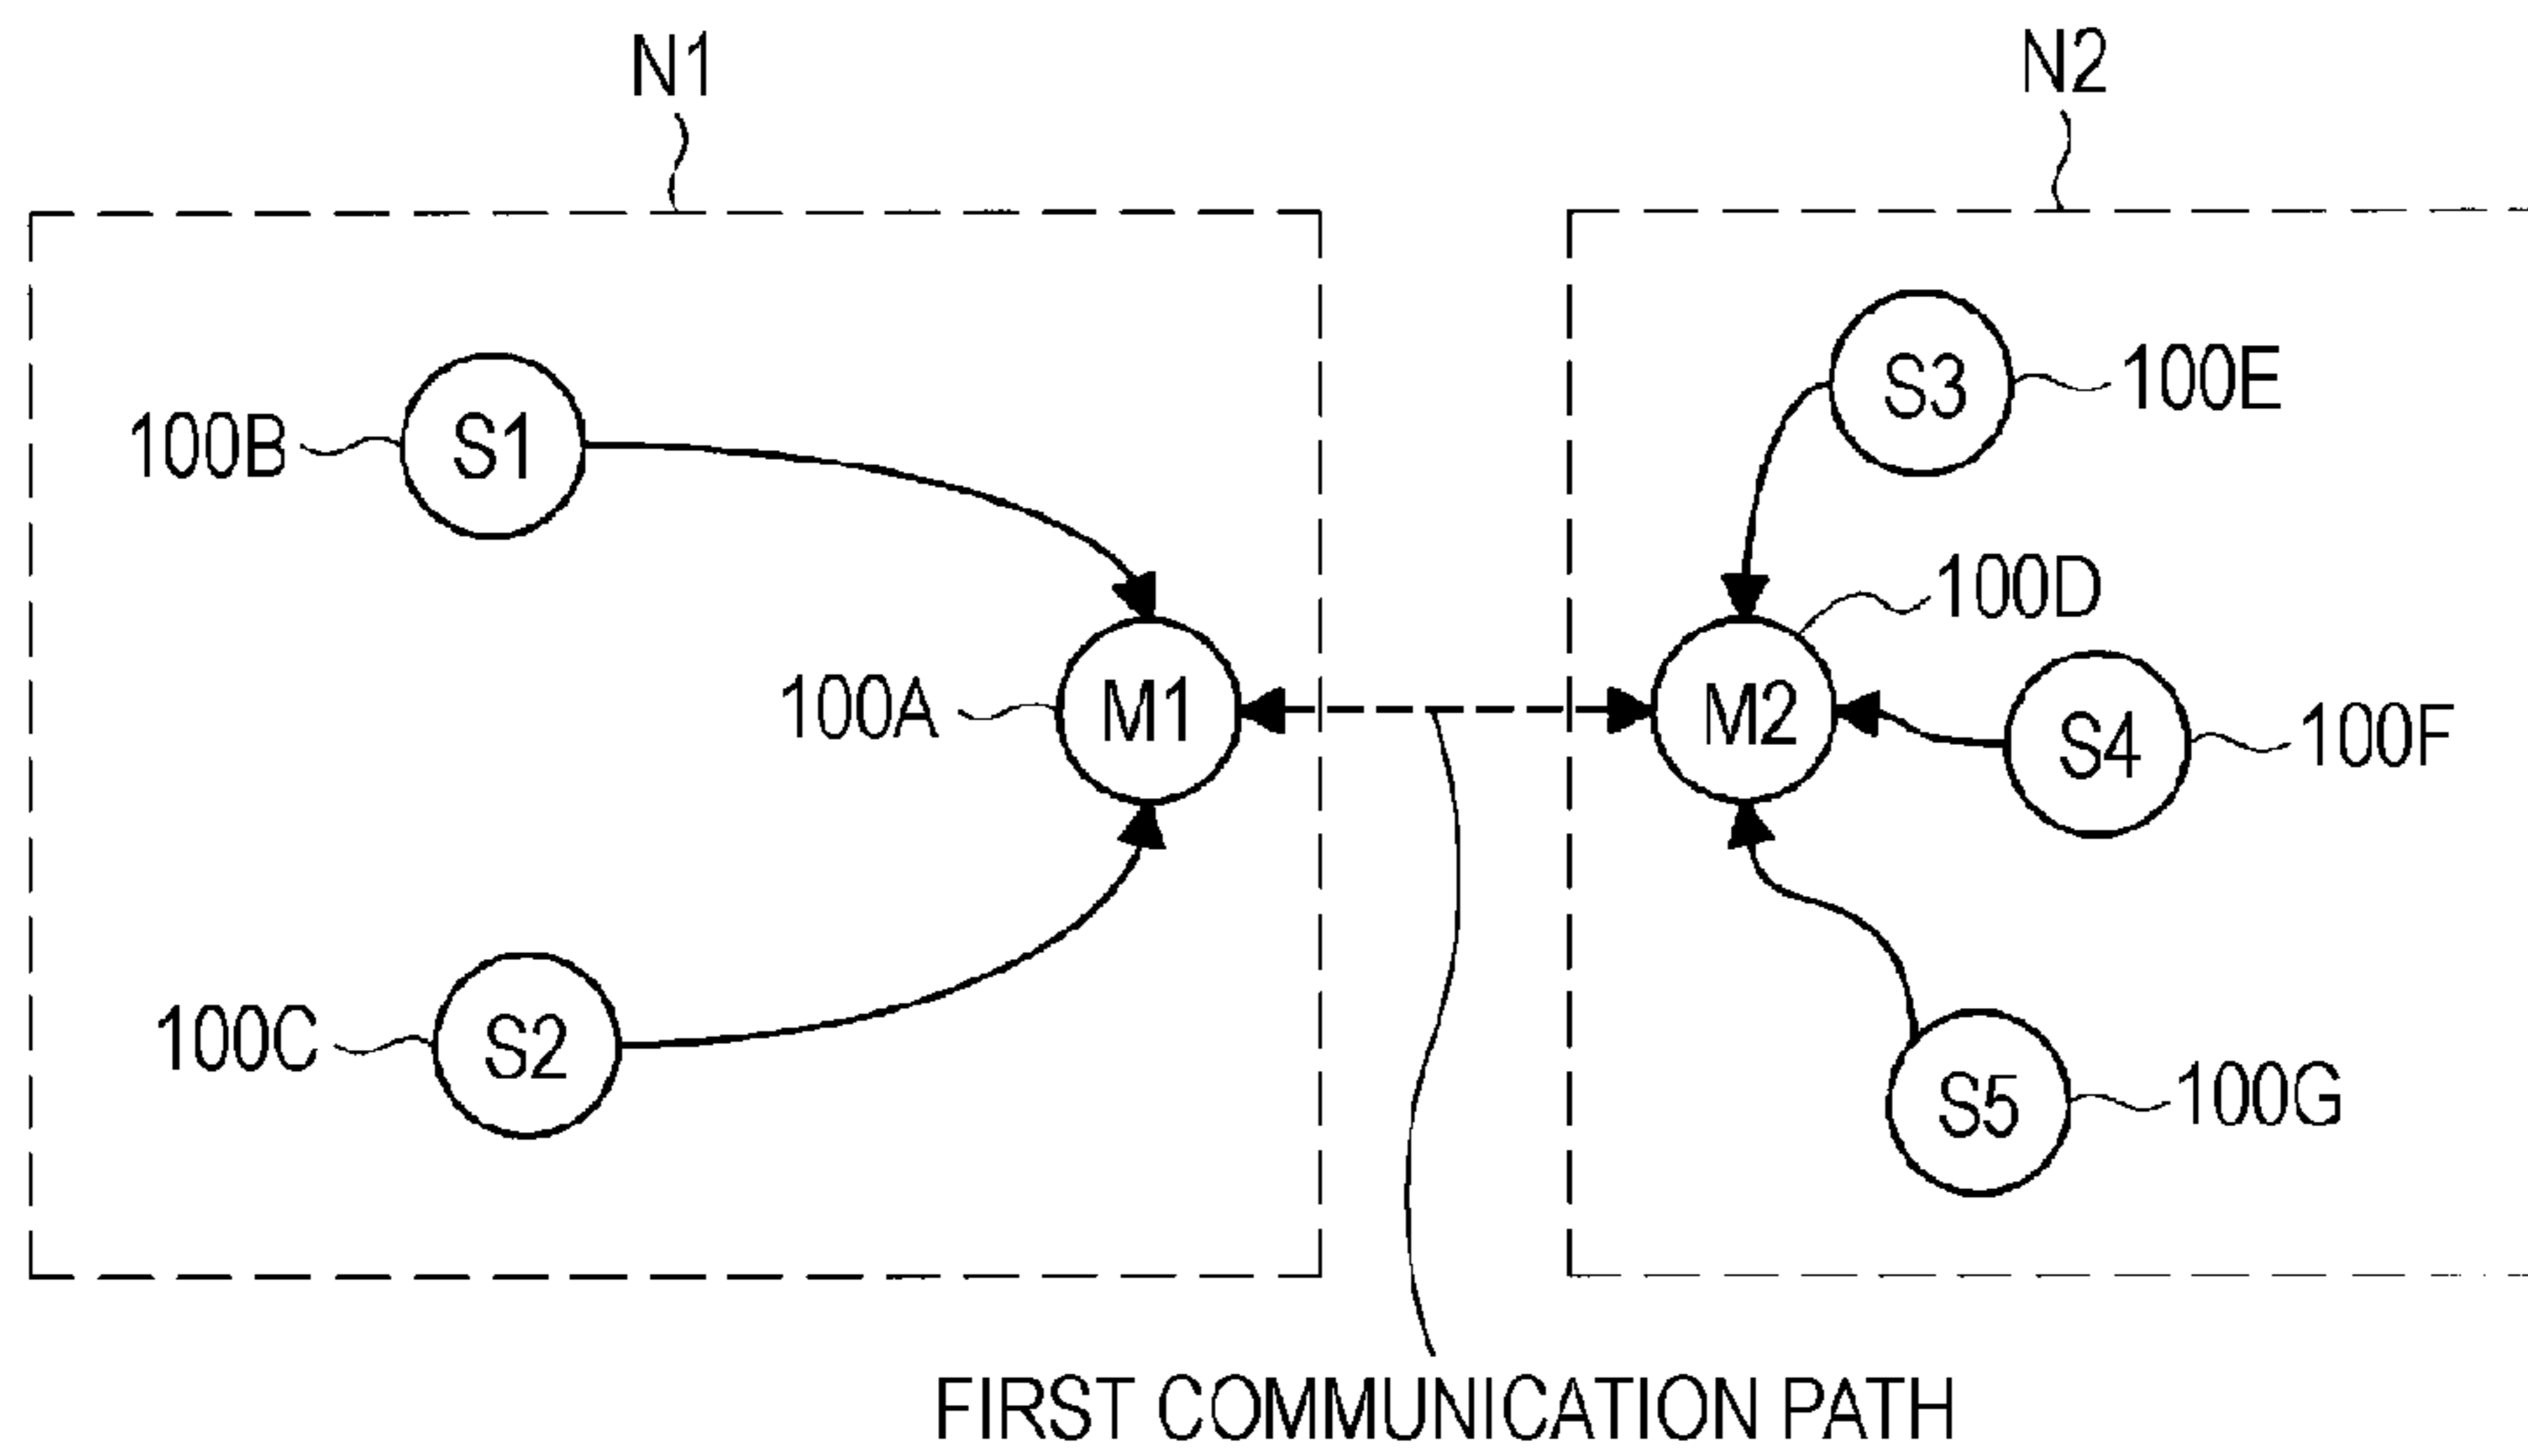 N1
N2
S1
100B
S3
100E
100D
100A
M1
M2
S4
100F
100C
S2
S5
100G
FIRST COMMUNICATION PATH